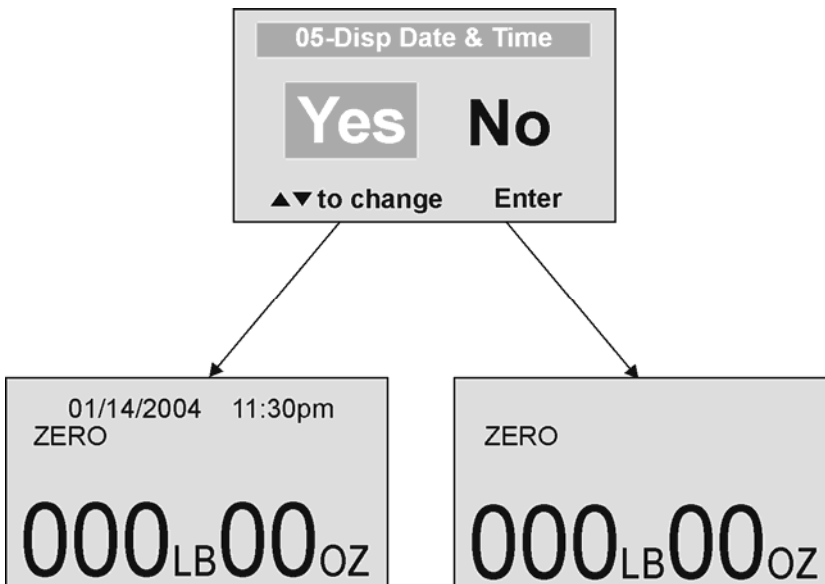 05-Disp Date & Time
Yes No
▲▼ to change Enter
01/14/2004 11:30pm
ZERO
000LB00OZ
ZERO
000LB00OZ